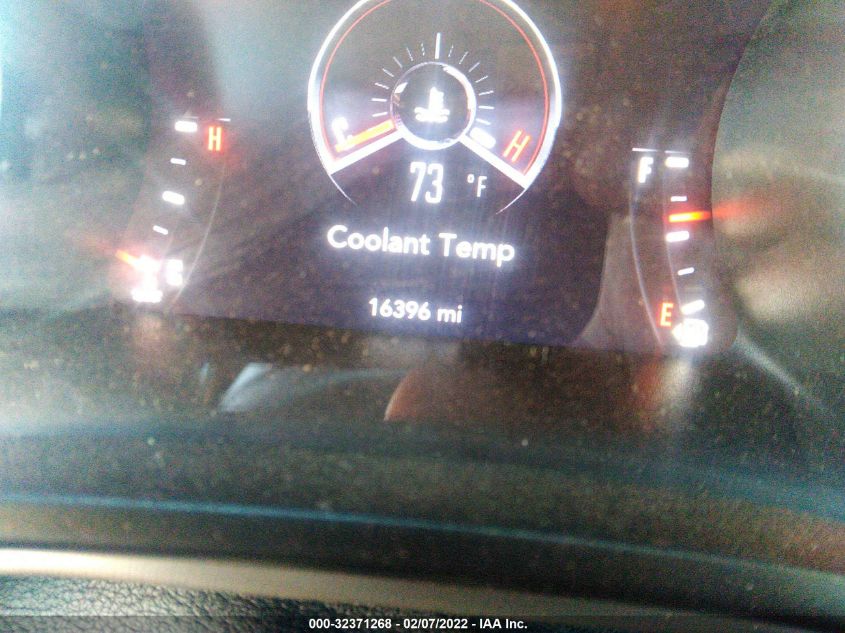 C H
H F
73 °F
Coolant Temp
C E
16396 mi
000-32371268 - 02/07/2022 - IAA Inc.